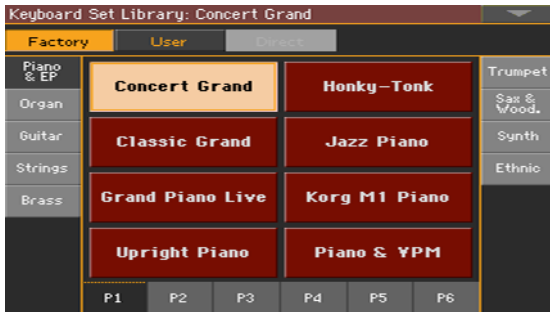 Keyboard Set Library: Concert Grand
Factory User Direct
Piano & EP
Organ
Guitar
Strings
Brass
Concert Grand Honky-Tonk
Classic Grand Jazz Piano
Grand Piano Live Korg M1 Piano
Upright Piano Piano & YPM
Trumpet
Sax & Wood.
Synth
Ethnic
P1 P2 P3 P4 P5 P6